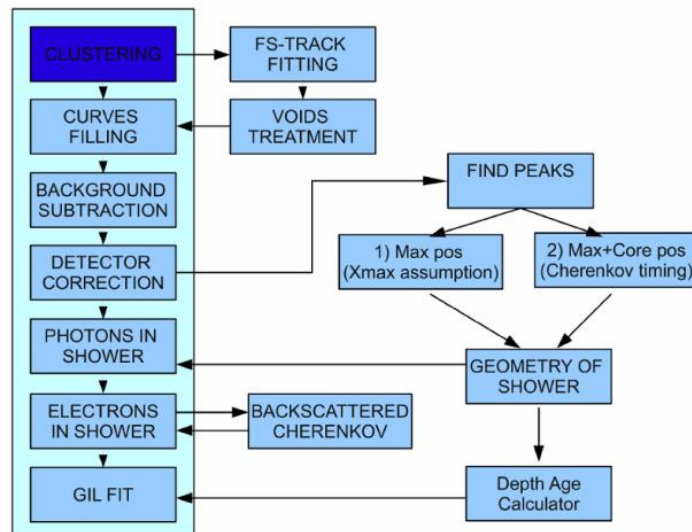 CLUSTERING
FS-TRACK
FITTING
CURVES
FILLING
VOIDS
TREATMENT
BACKGROUND
SUBTRACTION
FIND PEAKS
DETECTOR
CORRECTION
1) Max pos
(Xmax assumption)
2) Max+Core pos
(Cherenkov timing)
PHOTONS IN
SHOWER
GEOMETRY OF
SHOWER
ELECTRONS
IN SHOWER
BACKSCATTERED
CHERENKOV
GIL FIT
Depth Age
Calculator